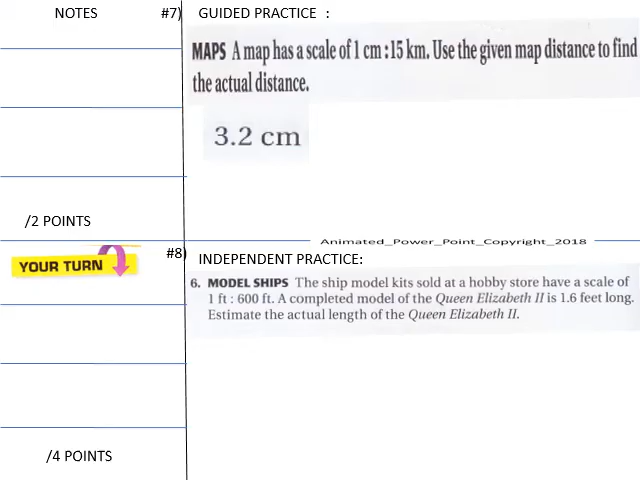 NOTES #7) GUIDED PRACTICE :
MAPS A map has a scale of 1 cm : 15 km. Use the given map distance to find
the actual distance.
3.2 cm
/2 POINTS
Animated_Power_Point_Copyright_2018
YOUR TURN
#8) INDEPENDENT PRACTICE:
6. MODEL SHIPS The ship model kits sold at a hobby store have a scale of
1 ft : 600 ft. A completed model of the Queen Elizabeth II is 1.6 feet long.
Estimate the actual length of the Queen Elizabeth II.
/4 POINTS